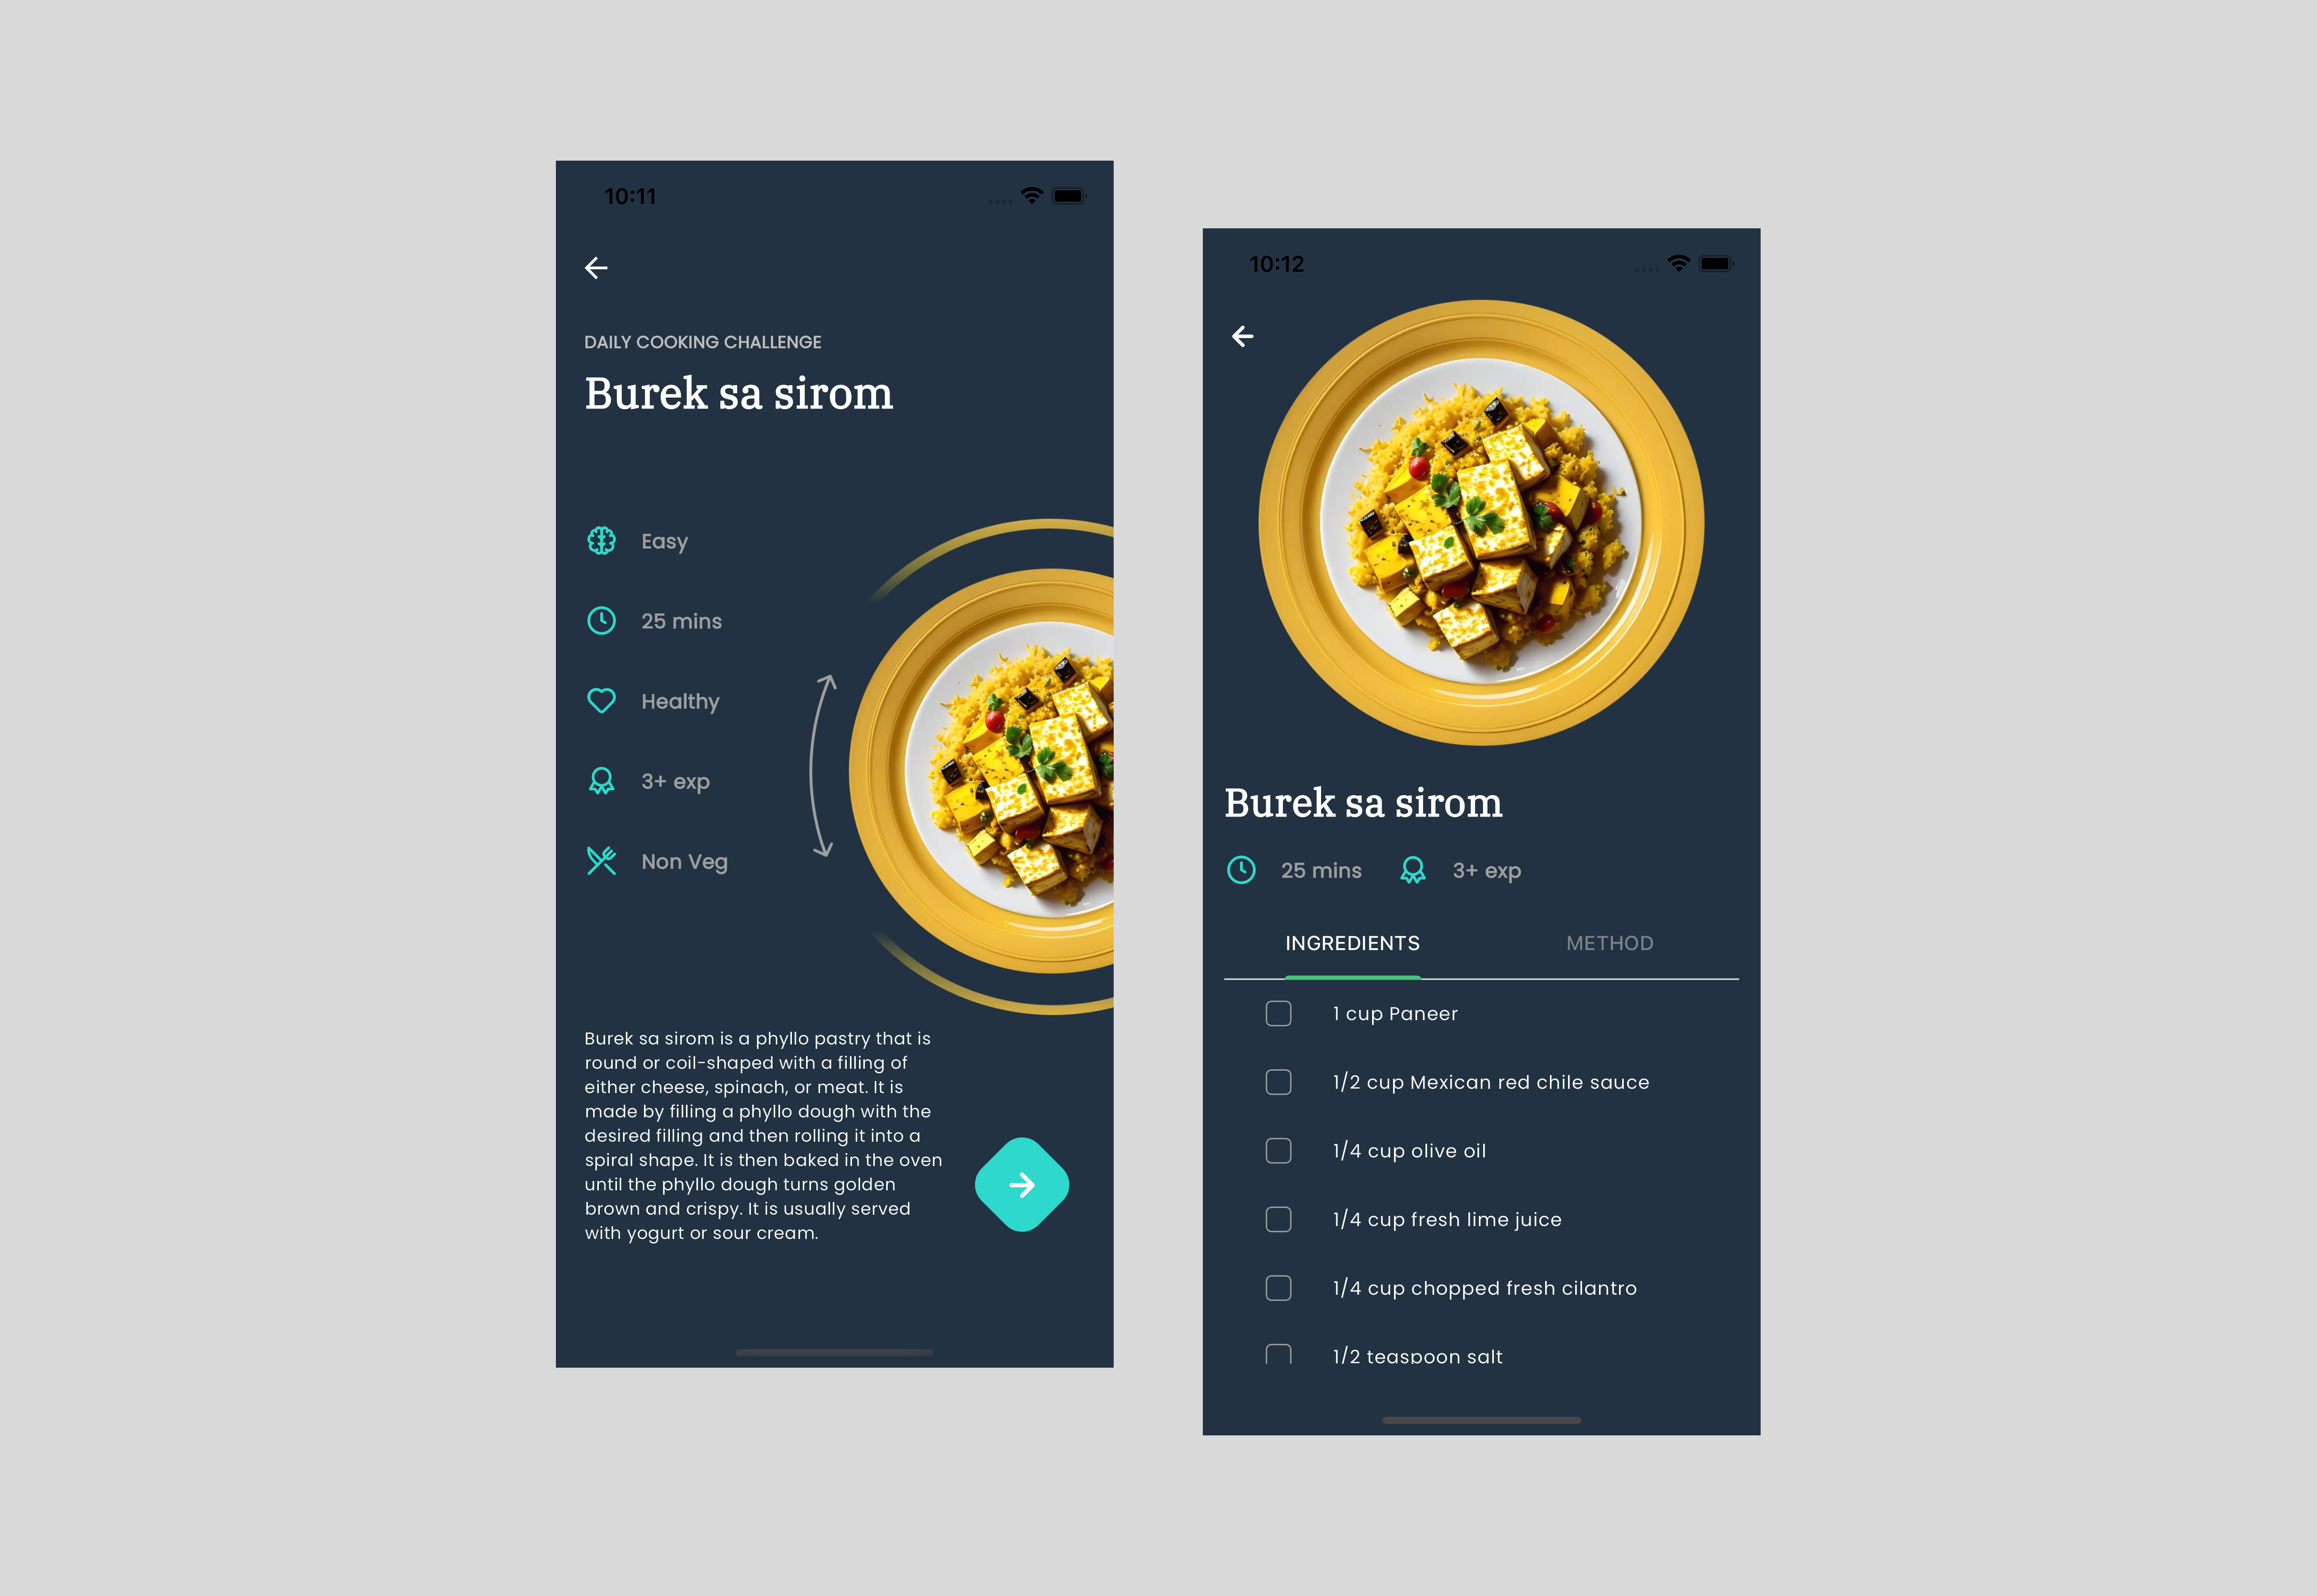 10:11
DAILY COOKING CHALLENGE
Burek sa sirom
Easy
25 mins
Healthy
3+ exp
Non Veg
Burek sa sirom is a phyllo pastry that is
round or coil-shaped with a filling of
either cheese, spinach, or meat. It is
made by filling a phyllo dough with the
desired filling and then rolling it into a
spiral shape. It is then baked in the oven
until the phyllo dough turns golden
brown and crispy. It is usually served
with yogurt or sour cream.
10:12
Burek sa sirom
25 mins 3+ exp
INGREDIENTS METHOD
1 cup Paneer
1/2 cup Mexican red chile sauce
1/4 cup olive oil
1/4 cup fresh lime juice
1/4 cup chopped fresh cilantro
1/2 teaspoon salt